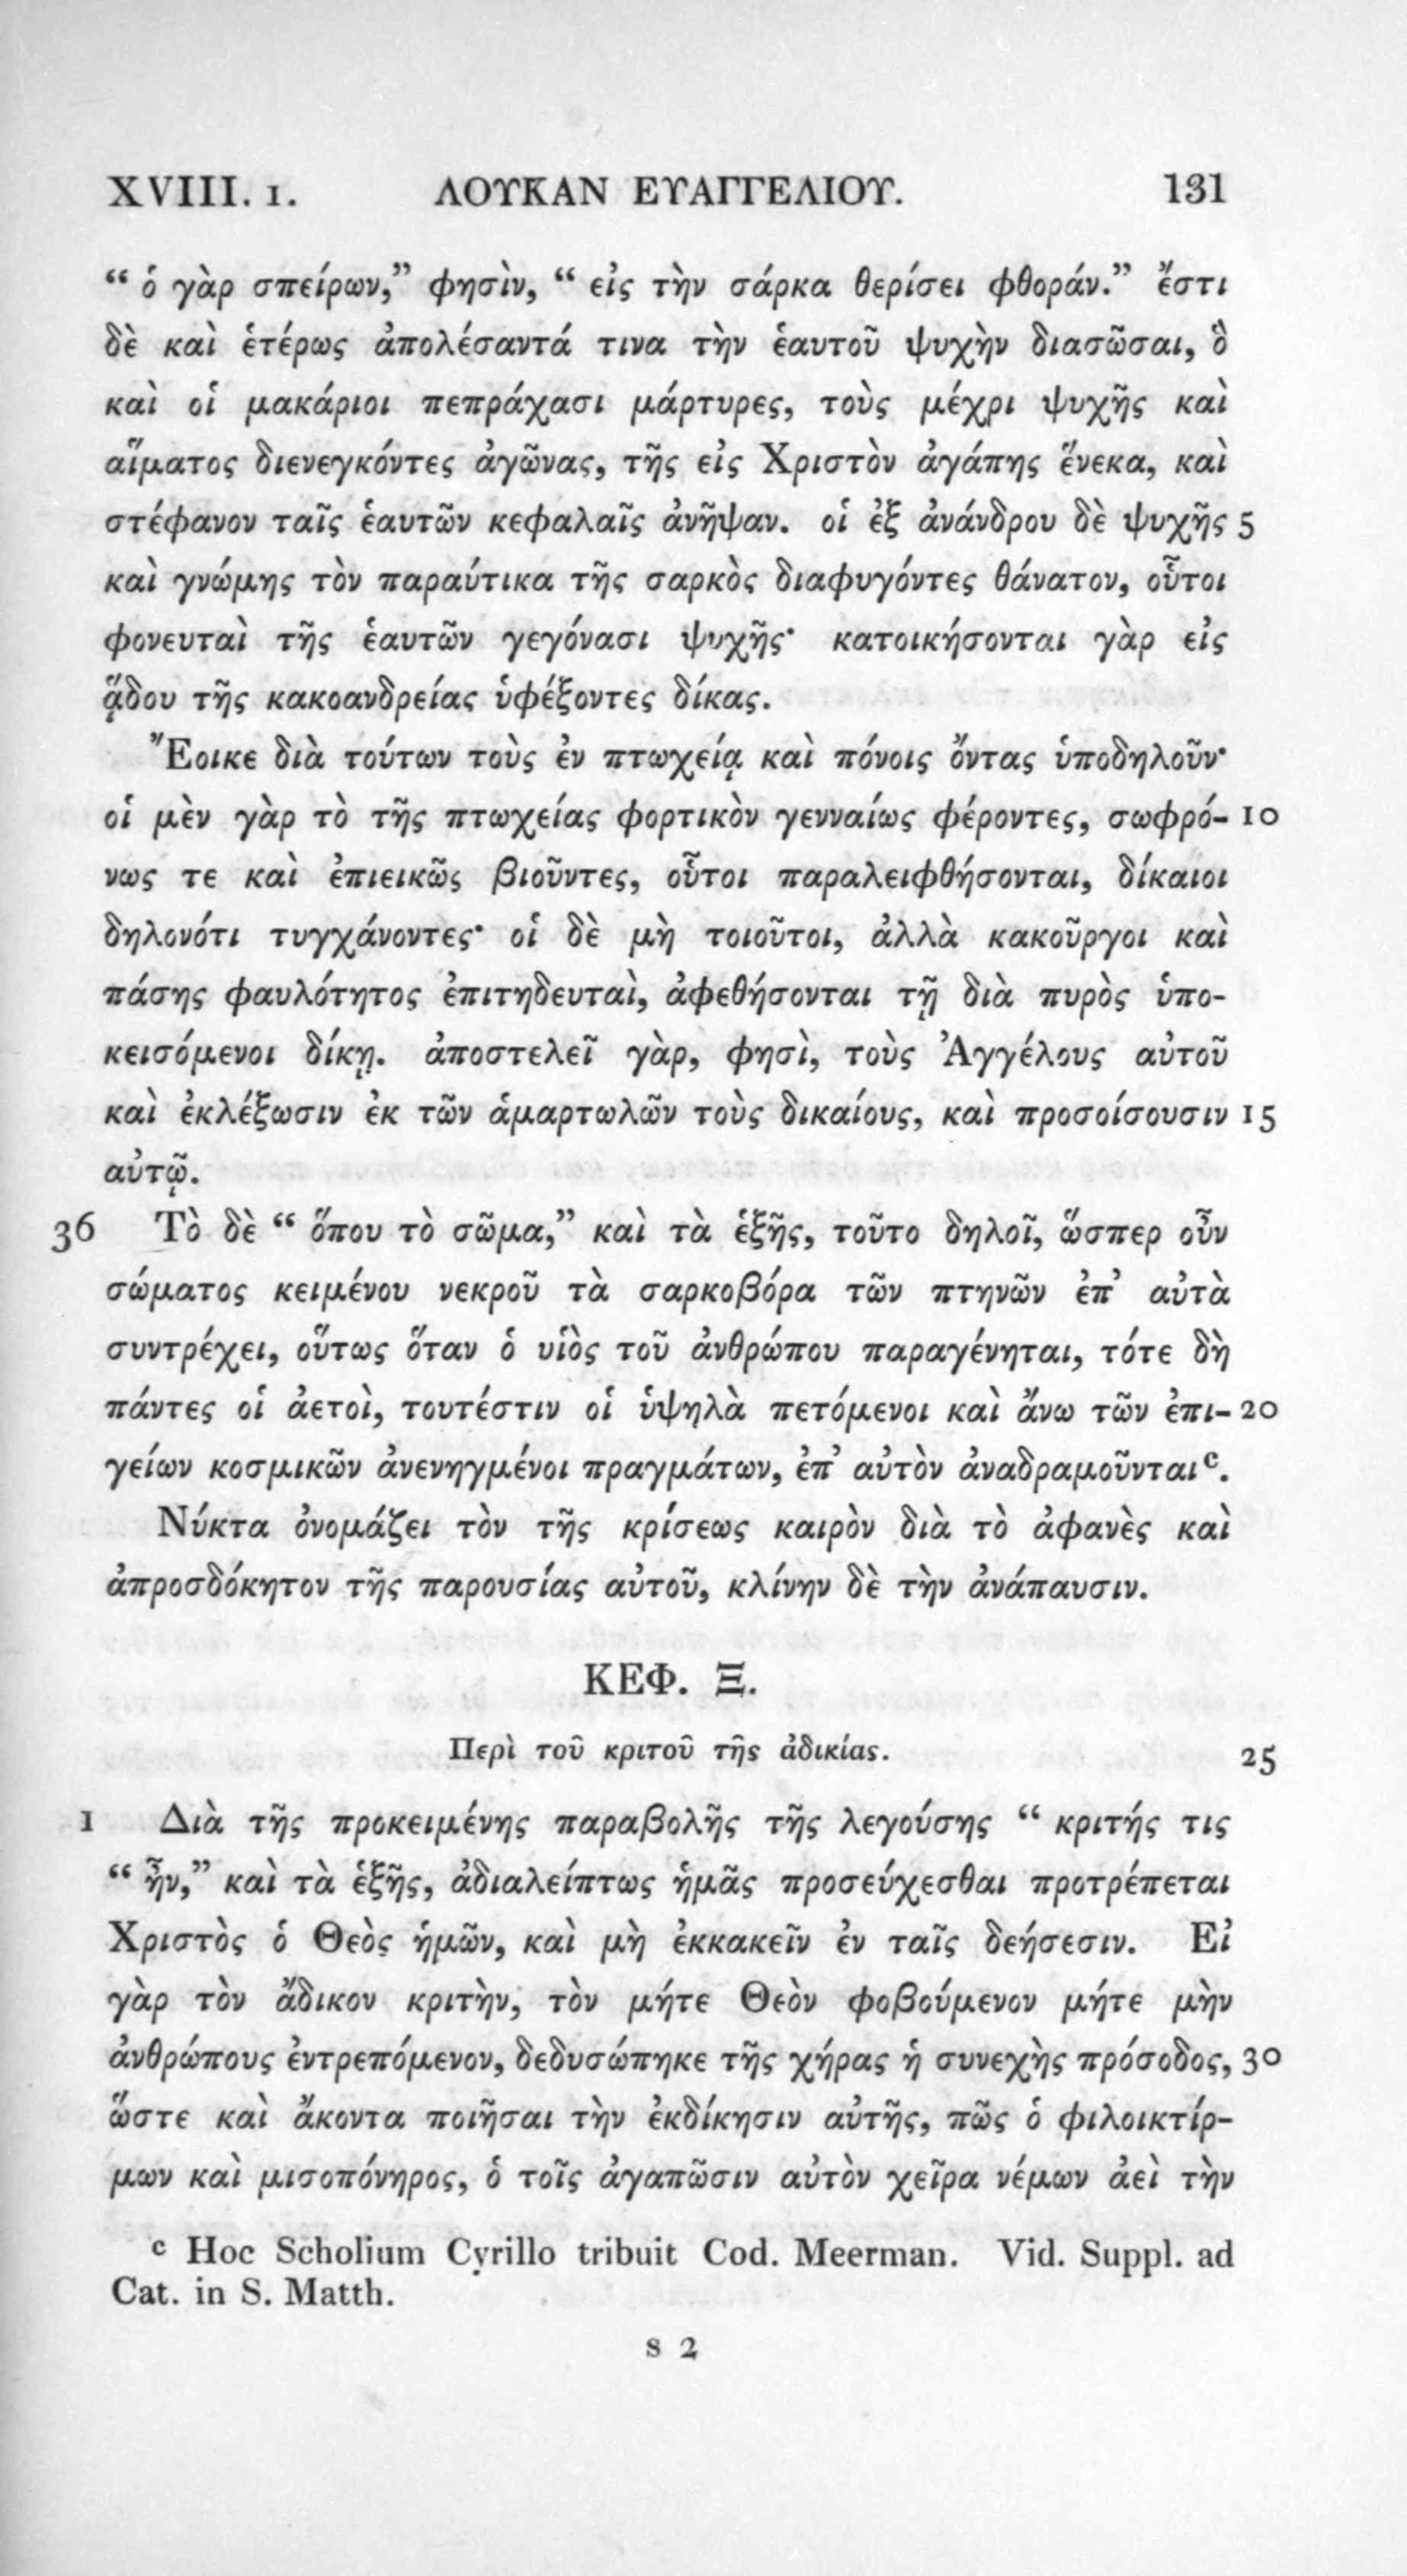 XVIII. 1. ΛΟΥΚΑΝ ΕΥΑΓΓΕΛΙΟΥ. 131
“ ὁ γὰρ σπείρων,” φησὶν, “ εἰς τὴν σάρκα θερίσει φθοράν.” ἔστι
δὲ καὶ ἑτέρως ἀπολέσαντά τινα τὴν ἑαυτοῦ ψυχὴν διασῶσαι, ὃ
καὶ οἱ μακάριοι πεπράχασι μάρτυρες, τοὺς μέχρι ψυχῆς καὶ
αἵματος διενεγκόντες ἀγῶνας, τῆς εἰς Χριστὸν ἀγάπης ἕνεκα, καὶ
στέφανον ταῖς ἑαυτῶν κεφαλαῖς ἀνῆψαν. οἱ ἐξ ἀνάνδρου δὲ ψυχῆς 5
καὶ γνώμης τὸν παραύτικα τῆς σαρκὸς διαφυγόντες θάνατον, οὗτοι
φονευταὶ τῆς ἑαυτῶν γεγόνασι ψυχῆς· κατοικήσονται γὰρ εἰς
ᾅδου τῆς κακοανδρείας ὑφέξοντες δίκας.
Ἔοικε διὰ τούτων τοὺς ἐν πτωχείᾳ καὶ πόνοις ὄντας ὑποδηλοῦν·
οἱ μὲν γὰρ τὸ τῆς πτωχείας φορτικὸν γενναίως φέροντες, σωφρό- 10
νως τε καὶ ἐπιεικῶς βιοῦντες, οὗτοι παραλειφθήσονται, δίκαιοι
δηλονότι τυγχάνοντες· οἱ δὲ μὴ τοιοῦτοι, ἀλλὰ κακοῦργοι καὶ
πάσης φαυλότητος ἐπιτηδευταὶ, ἀφεθήσονται τῇ διὰ πυρὸς ὑπο-
κεισόμενοι δίκῃ. ἀποστελεῖ γὰρ, φησὶ, τοὺς Ἀγγέλους αὐτοῦ
καὶ ἐκλέξωσιν ἐκ τῶν ἁμαρτωλῶν τοὺς δικαίους, καὶ προσοίσουσιν 15
αὐτῷ.
36 Τὸ δὲ “ ὅπου τὸ σῶμα,” καὶ τὰ ἑξῆς, τοῦτο δηλοῖ, ὥσπερ οὖν
σώματος κειμένου νεκροῦ τὰ σαρκοβόρα τῶν πτηνῶν ἐπ’ αὐτὰ
συντρέχει, οὕτως ὅταν ὁ υἱὸς τοῦ ἀνθρώπου παραγένηται, τότε δὴ
πάντες οἱ ἀετοὶ, τουτέστιν οἱ ὑψηλὰ πετόμενοι καὶ ἄνω τῶν ἐπι- 20
γείων κοσμικῶν ἀνενηγμένοι πραγμάτων, ἐπ’ αὐτὸν ἀναδραμοῦνται c.
Νύκτα ὀνομάζει τὸν τῆς κρίσεως καιρὸν διὰ τὸ ἀφανὲς καὶ
ἀπροσδόκητον τῆς παρουσίας αὐτοῦ, κλίνην δὲ τὴν ἀνάπαυσιν.
ΚΕΦ. Ξ.
Περὶ τοῦ κριτοῦ τῆς ἀδικίας. 25
1 Διὰ τῆς προκειμένης παραβολῆς τῆς λεγούσης “ κριτής τις
“ ἦν,” καὶ τὰ ἑξῆς, ἀδιαλείπτως ἡμᾶς προσεύχεσθαι προτρέπεται
Χριστὸς ὁ Θεὸς ἡμῶν, καὶ μὴ ἐκκακεῖν ἐν ταῖς δεήσεσιν. Εἰ
γὰρ τὸν ἄδικον κριτὴν, τὸν μήτε Θεὸν φοβούμενον μήτε μὴν
ἀνθρώπους ἐντρεπόμενον, δεδυσώπηκε τῆς χήρας ἡ συνεχὴς πρόσοδος, 30
ὥστε καὶ ἄκοντα ποιῆσαι τὴν ἐκδίκησιν αὐτῆς, πῶς ὁ φιλοικτίρ-
μων καὶ μισοπόνηρος, ὁ τοῖς ἀγαπῶσιν αὐτὸν χεῖρα νέμων ἀεὶ τὴν
c Hoc Scholium Cyrillo tribuit Cod. Meerman. Vid. Suppl. ad
Cat. in S. Matth.
s 2